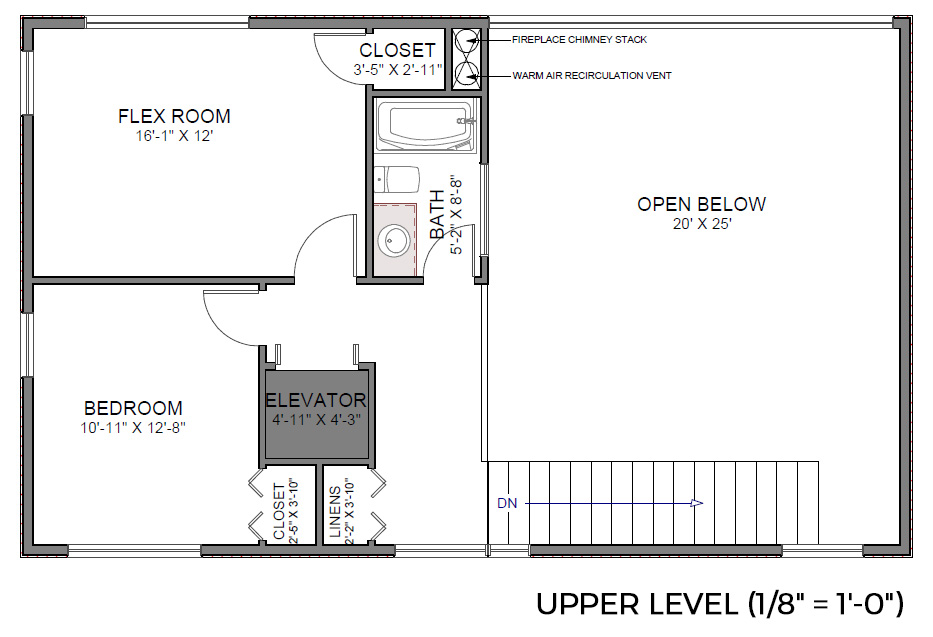 CLOSET
3'-5" X 2'-11"
FIREPLACE CHIMNEY STACK
WARM AIR RECIRCULATION VENT
FLEX ROOM
16'-1" X 12'
BATH
5'-2" X 8'-8"
OPEN BELOW
20' X 25'
BEDROOM
10'-11" X 12'-8"
ELEVATOR
4'-11" X 4'-3"
CLOSET
2'-5" X 3'-10"
LINENS
2'-2" X 3'-10"
DN
UPPER LEVEL (1/8" = 1'-0")